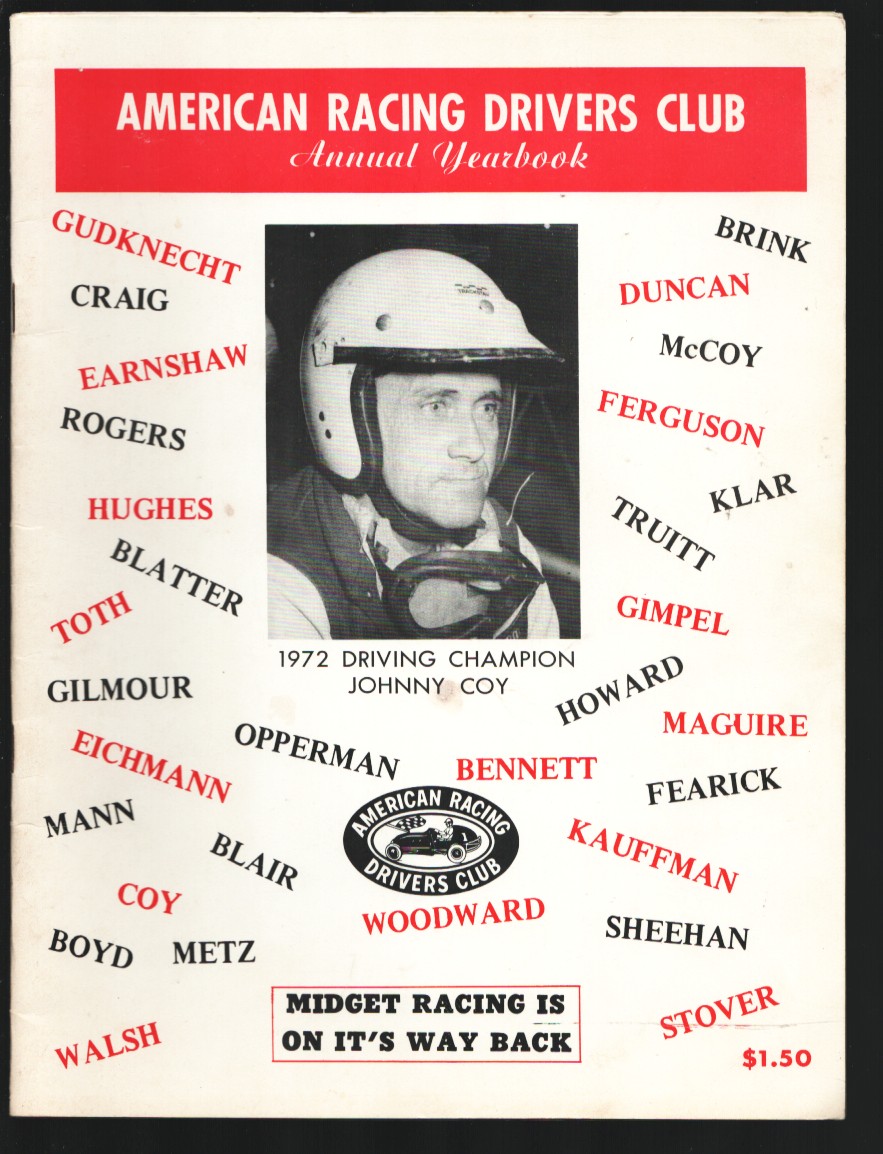 AMERICAN RACING DRIVERS CLUB
Annual Yearbook
GUDKNECHT
CRAIG
EARNSHAW
ROGERS
HUGHES
BLATTER
TOTH
GILMOUR
EICHMANN
MANN
BLAIR
COY
BOYD
METZ
WALSH
1972 DRIVING CHAMPION
JOHNNY COY
OPPERMAN
BENNETT
AMERICAN RACING
1
DRIVERS CLUB
WOODWARD
MIDGET RACING IS
ON IT'S WAY BACK
BRINK
DUNCAN
McCOY
FERGUSON
KLAR
TRUITT
GIMPEL
HOWARD
MAGUIRE
FEARICK
KAUFFMAN
SHEEHAN
STOVER
$1.50